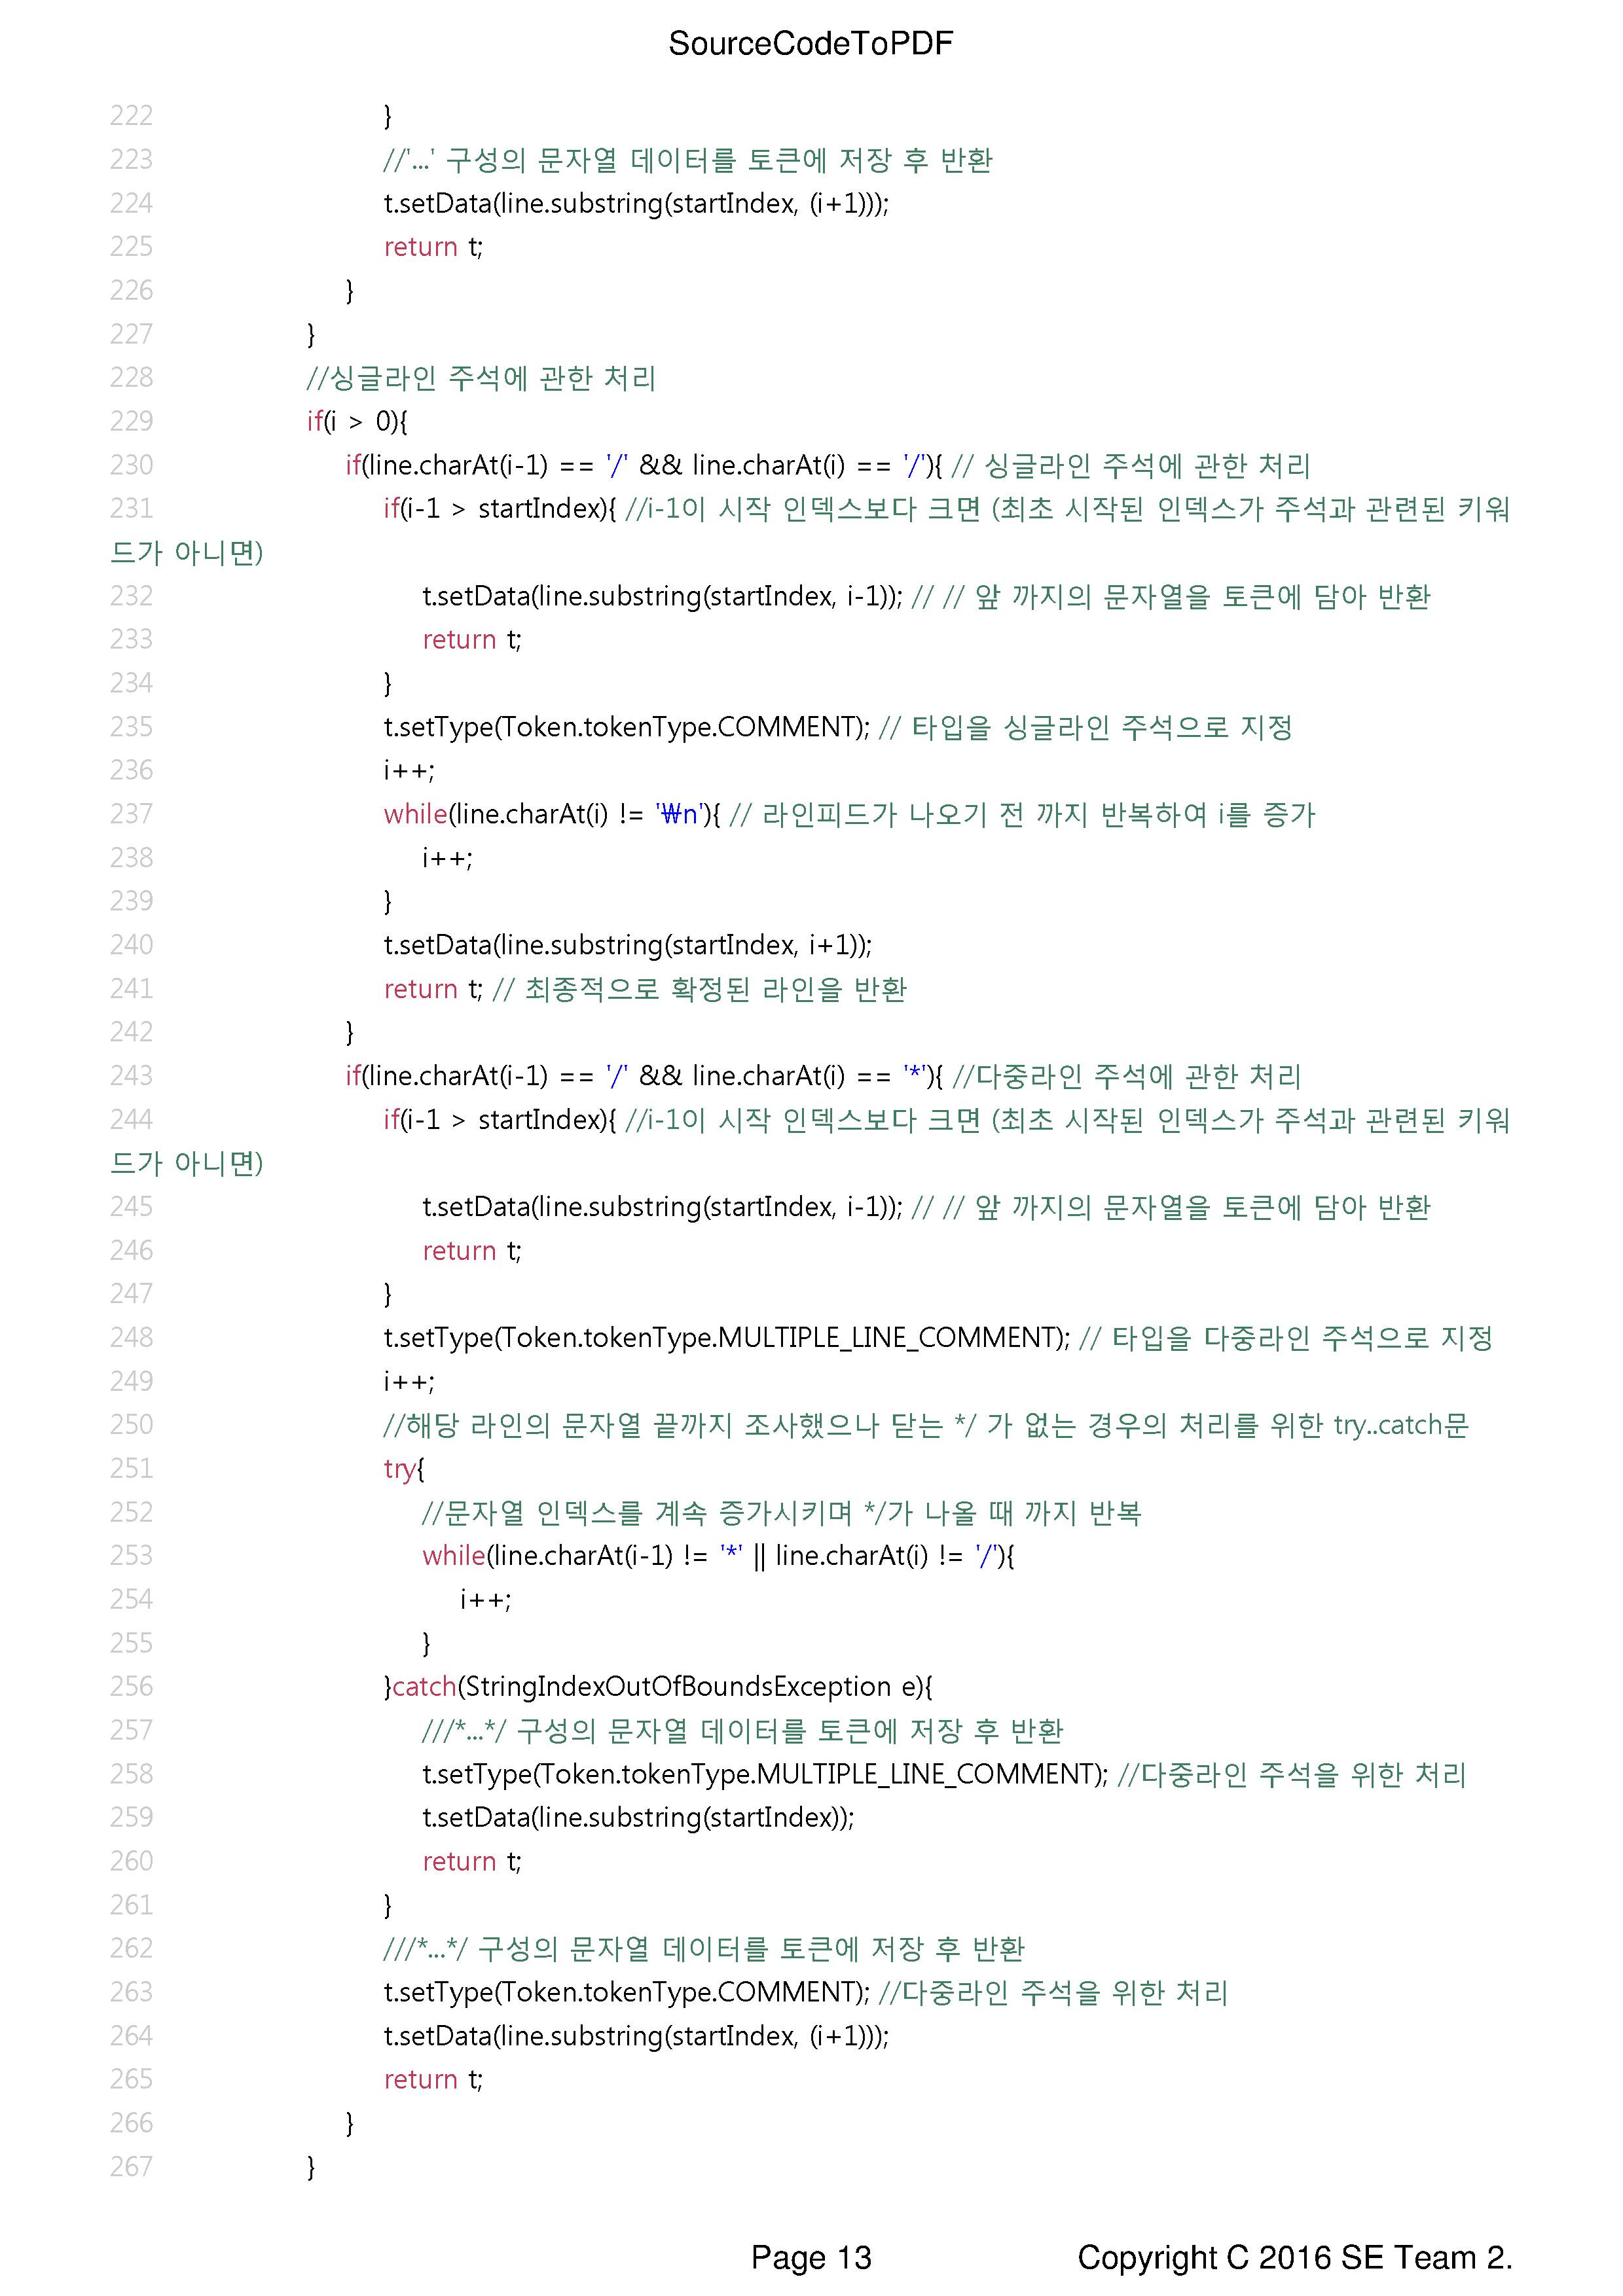 SourceCodeToPDF
222 }
223 //'...' 구성의 문자열 데이터를 토큰에 저장 후 반환
224 t.setData(line.substring(startIndex, (i+1)));
225 return t;
226 }
227 }
228 //싱글라인 주석에 관한 처리
229 if(i > 0){
230 if(line.charAt(i-1) == '/' && line.charAt(i) == '/'){ // 싱글라인 주석에 관한 처리
231 if(i-1 > startIndex){ //i-1이 시작 인덱스보다 크면 (최초 시작된 인덱스가 주석과 관련된 키워
드가 아니면)
232 t.setData(line.substring(startIndex, i-1)); // // 앞 까지의 문자열을 토큰에 담아 반환
233 return t;
234 }
235 t.setType(Token.tokenType.COMMENT); // 타입을 싱글라인 주석으로 지정
236 i++;
237 while(line.charAt(i) != '₩n'){ // 라인피드가 나오기 전 까지 반복하여 i를 증가
238 i++;
239 }
240 t.setData(line.substring(startIndex, i+1));
241 return t; // 최종적으로 확정된 라인을 반환
242 }
243 if(line.charAt(i-1) == '/' && line.charAt(i) == '*'){ //다중라인 주석에 관한 처리
244 if(i-1 > startIndex){ //i-1이 시작 인덱스보다 크면 (최초 시작된 인덱스가 주석과 관련된 키워
드가 아니면)
245 t.setData(line.substring(startIndex, i-1)); // // 앞 까지의 문자열을 토큰에 담아 반환
246 return t;
247 }
248 t.setType(Token.tokenType.MULTIPLE_LINE_COMMENT); // 타입을 다중라인 주석으로 지정
249 i++;
250 //해당 라인의 문자열 끝까지 조사했으나 닫는 */ 가 없는 경우의 처리를 위한 try..catch문
251 try{
252 //문자열 인덱스를 계속 증가시키며 */가 나올 때 까지 반복
253 while(line.charAt(i-1) != '*' || line.charAt(i) != '/'){
254 i++;
255 }
256 }catch(StringIndexOutOfBoundsException e){
257 ///*...*/ 구성의 문자열 데이터를 토큰에 저장 후 반환
258 t.setType(Token.tokenType.MULTIPLE_LINE_COMMENT); //다중라인 주석을 위한 처리
259 t.setData(line.substring(startIndex));
260 return t;
261 }
262 ///*...*/ 구성의 문자열 데이터를 토큰에 저장 후 반환
263 t.setType(Token.tokenType.COMMENT); //다중라인 주석을 위한 처리
264 t.setData(line.substring(startIndex, (i+1)));
265 return t;
266 }
267 }
Page 13 Copyright C 2016 SE Team 2.